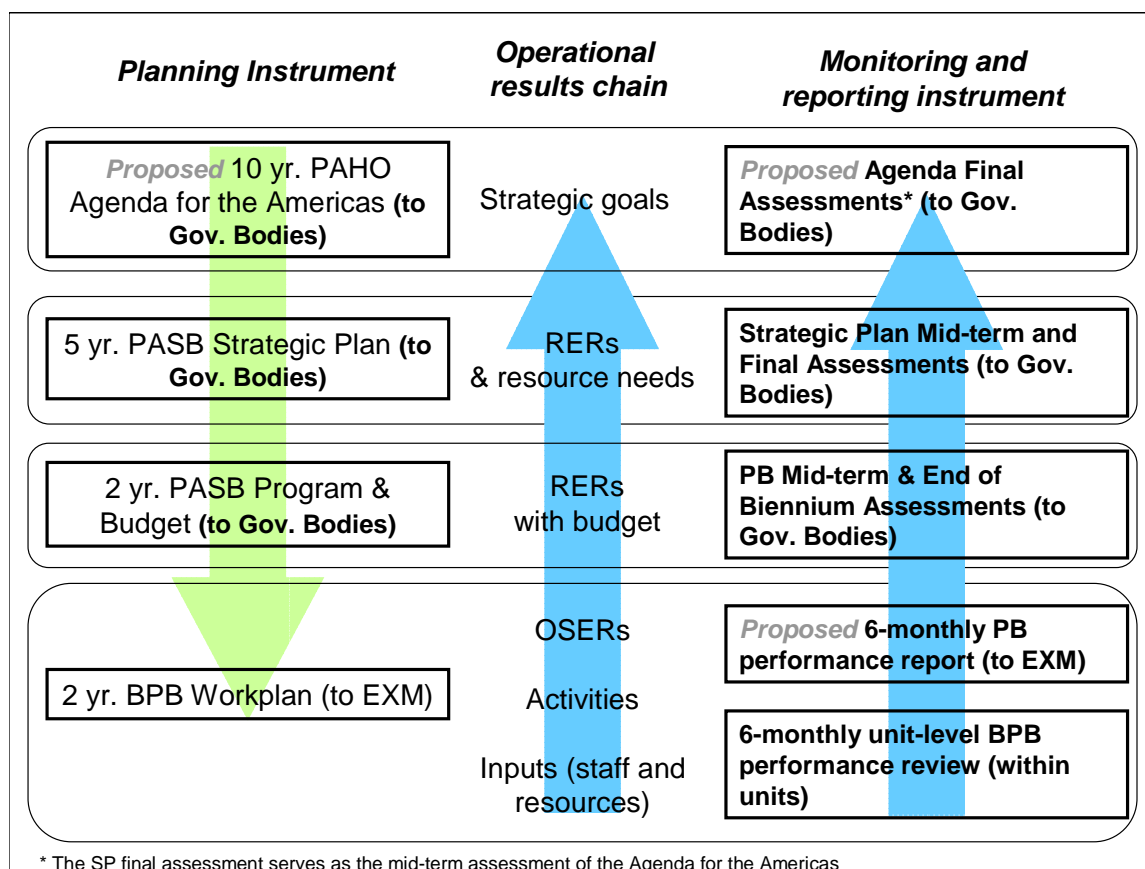 Planning Instrument
Operational
results chain
Monitoring and
reporting instrument
Proposed 10 yr. PAHO
Agenda for the Americas (to
Gov. Bodies)
Strategic goals
Proposed Agenda Final
Assessments* (to Gov.
Bodies)
5 yr. PASB Strategic Plan (to
Gov. Bodies)
RERs
& resource needs
Strategic Plan Mid-term and
Final Assessments (to Gov.
Bodies)
2 yr. PASB Program &
Budget (to Gov. Bodies)
RERs
with budget
PB Mid-term & End of
Biennium Assessments (to
Gov. Bodies)
2 yr. BPB Workplan (to EXM)
OSERs
Activities
Inputs (staff and
resources)
Proposed 6-monthly PB
performance report (to EXM)
6-monthly unit-level BPB
performance review (within
units)
* The SP final assessment serves as the mid-term assessment of the Agenda for the Americas